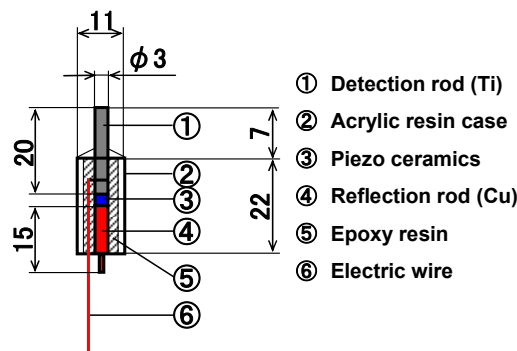 11
φ3
① Detection rod (Ti)
② Acrylic resin case
③ Piezo ceramics
④ Reflection rod (Cu)
⑤ Epoxy resin
⑥ Electric wire
20
15
7
22
①
②
③
④
⑤
⑥